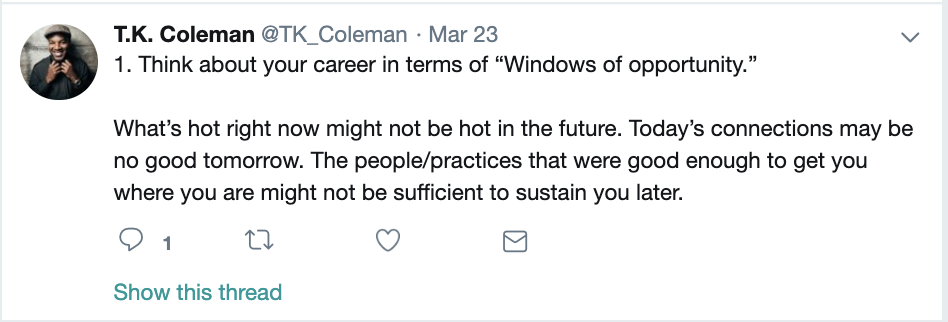 T.K. Coleman @TK_Coleman · Mar 23
1. Think about your career in terms of “Windows of opportunity.”
What’s hot right now might not be hot in the future. Today’s connections may be
no good tomorrow. The people/practices that were good enough to get you
where you are might not be sufficient to sustain you later.
1
Show this thread